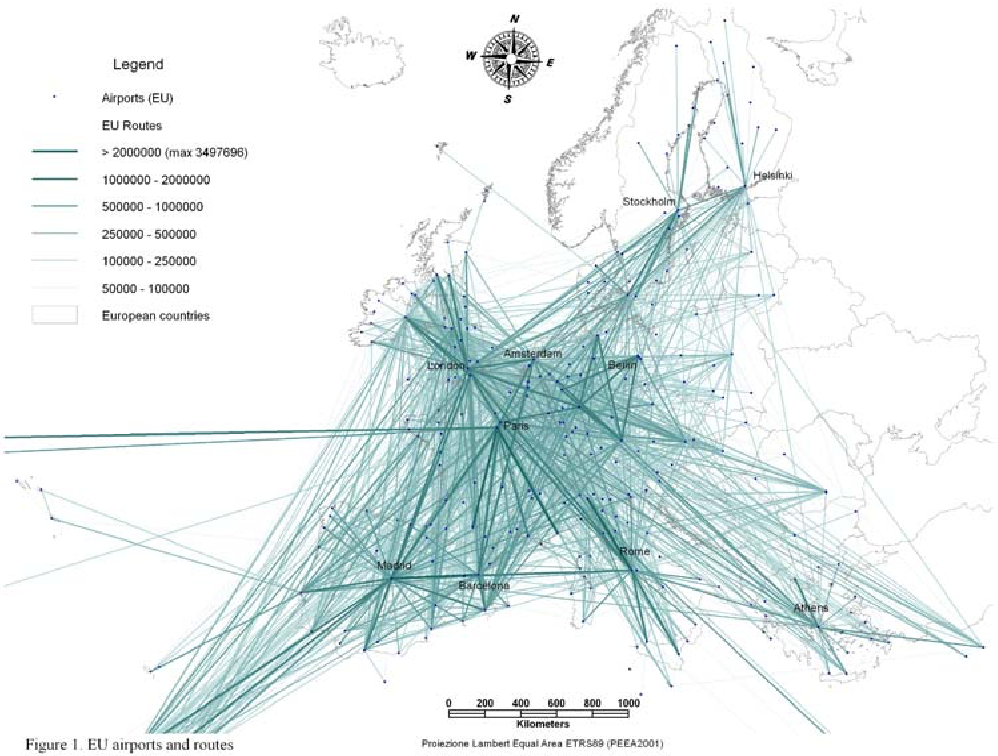 N
W
E
S
Legend
Airports (EU)
EU Routes
> 2000000 (max 3497696)
1000000 - 2000000
500000 - 1000000
250000 - 500000
100000 - 250000
50000 - 100000
European countries
Helsinki
Stockholm
Amsterdam
London
Berlin
Paris
Rome
Madrid
Barcelona
Athens
0 200 400 600 800 1000
Kilometers
Figure 1. EU airports and routes
Proiezione Lambert Equal Area ETRS89 (PEEA2001)